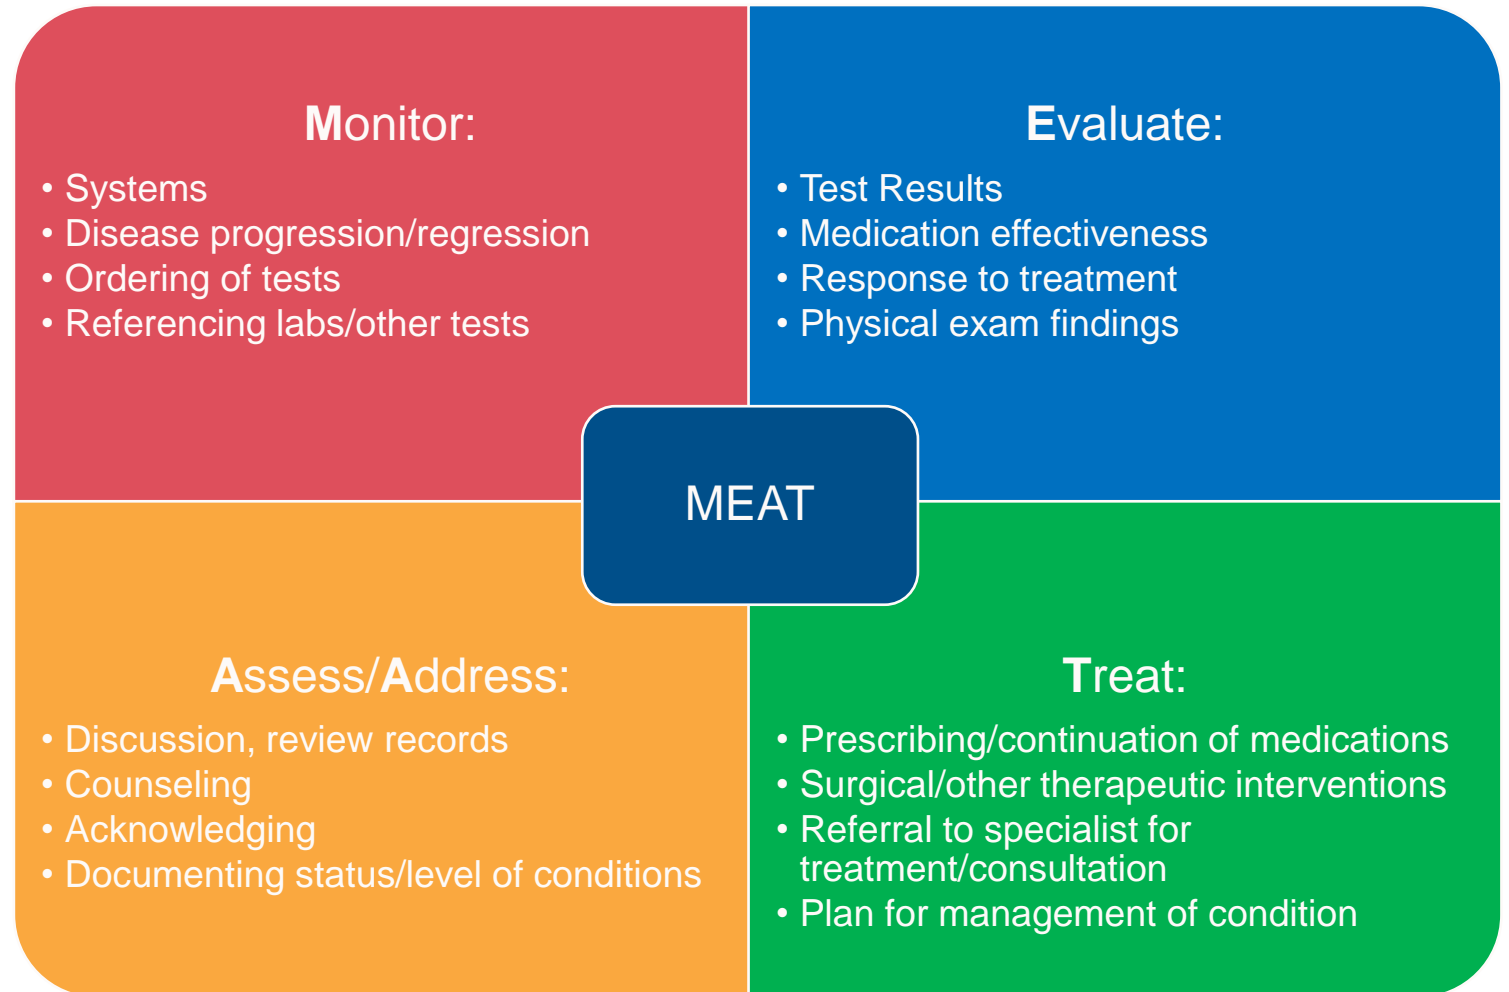 Monitor:
• Systems
• Disease progression/regression
• Ordering of tests
• Referencing labs/other tests
Evaluate:
• Test Results
• Medication effectiveness
• Response to treatment
• Physical exam findings
MEAT
Assess/Address:
• Discussion, review records
• Counseling
• Acknowledging
• Documenting status/level of conditions
Treat:
• Prescribing/continuation of medications
• Surgical/other therapeutic interventions
• Referral to specialist for
treatment/consultation
• Plan for management of condition